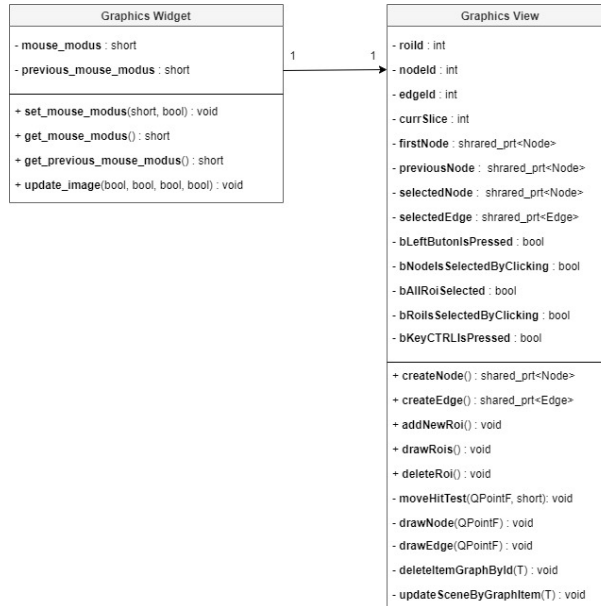 Graphics Widget
- mouse_modus : short
- previous_mouse_modus : short
+ set_mouse_modus(short, bool) : void
+ get_mouse_modus() : short
+ get_previous_mouse_modus() : short
+ update_image(bool, bool, bool, bool) : void
1
1
Graphics View
- roiId : int
- nodeId : int
- edgeId : int
- currSlice : int
- firstNode : shrared_prt<Node>
- previousNode : shrared_prt<Node>
- selectedNode : shrared_prt<Node>
- selectedEdge : shrared_prt<Edge>
- bLeftButonIsPressed : bool
- bNodeIsSelectedByClicking : bool
- bAllRoiSelected : bool
- bRoiIsSelectedByClicking : bool
- bKeyCTRLIsPressed : bool
+ createNode() : shared_prt<Node>
+ createEdge() : shared_prt<Edge>
+ addNewRoi() : void
+ drawRois() : void
+ deleteRoi() : void
- moveHitTest(QPointF, short): void
- drawNode(QPointF) : void
- drawEdge(QPointF) : void
- deleteItemGraphById(T) : void
- updateSceneByGraphItem(T) : void